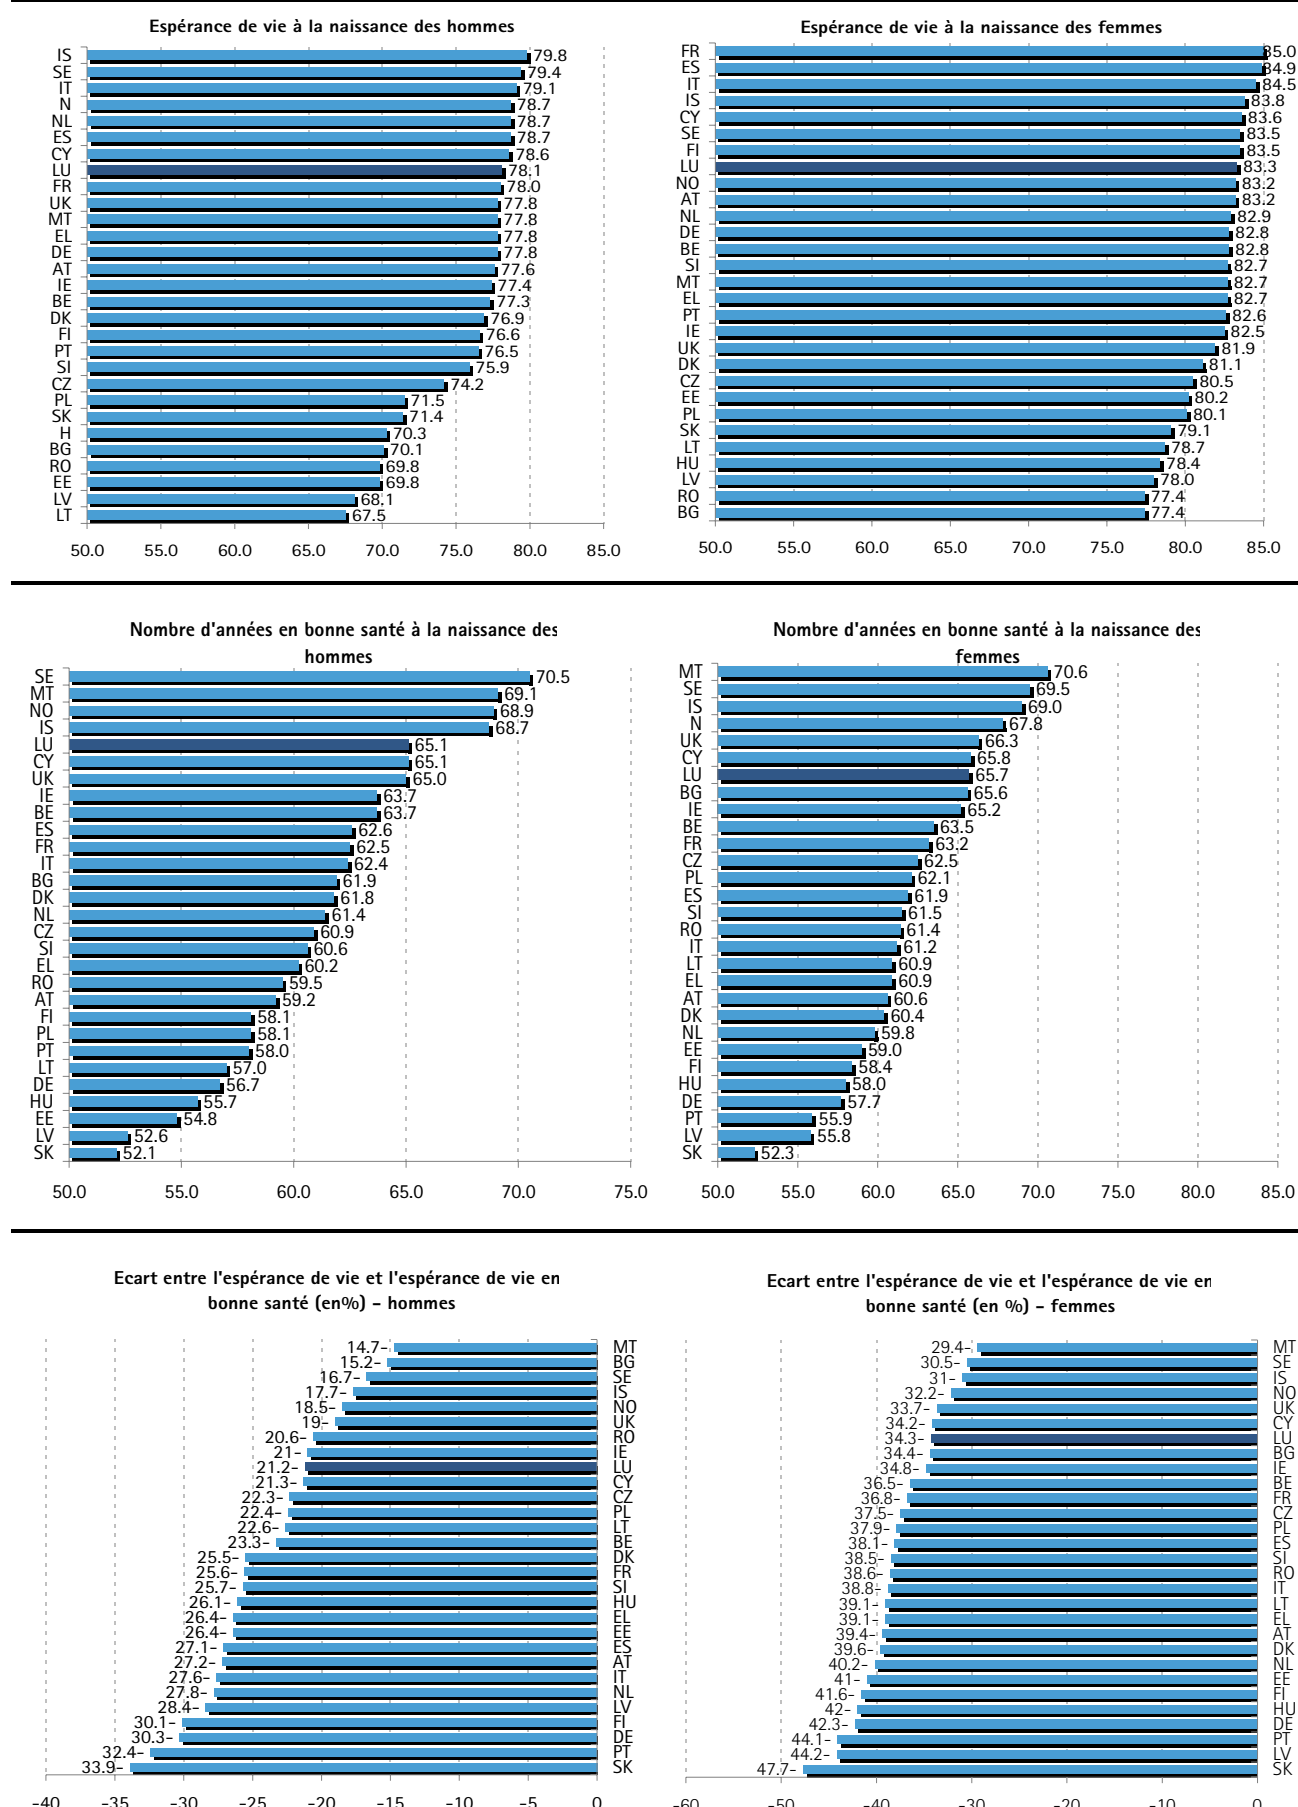 Espérance de vie à la naissance des hommes
IS 79.8
SE 79.4
IT 79.1
N 78.7
NL 78.7
ES 78.7
CY 78.6
LU 78.1
FR 78.0
UK 77.8
MT 77.8
EL 77.8
DE 77.8
AT 77.6
IE 77.4
BE 77.3
DK 76.9
FI 76.6
PT 76.5
SI 75.9
CZ 74.2
PL 71.5
SK 71.4
H 70.3
BG 70.1
RO 69.8
EE 69.8
LV 68.1
LT 67.5
50.0 55.0 60.0 65.0 70.0 75.0 80.0 85.0
Espérance de vie à la naissance des femmes
FR 85.0
ES 84.9
IT 84.5
IS 83.8
CY 83.6
SE 83.5
FI 83.5
LU 83.3
NO 83.2
AT 83.2
NL 82.9
DE 82.8
BE 82.8
SI 82.7
MT 82.7
EL 82.7
PT 82.6
IE 82.5
UK 81.9
DK 81.1
CZ 80.5
EE 80.2
PL 80.1
SK 79.1
LT 78.7
HU 78.4
LV 78.0
RO 77.4
BG 77.4
50.0 55.0 60.0 65.0 70.0 75.0 80.0 85.0
Nombre d'années en bonne santé à la naissance des
hommes
SE 70.5
MT 69.1
NO 68.9
IS 68.7
LU 65.1
CY 65.1
UK 65.0
IE 63.7
BE 63.7
ES 62.6
FR 62.5
IT 62.4
BG 61.9
DK 61.8
NL 61.4
CZ 60.9
SI 60.6
EL 60.2
RO 59.5
AT 59.2
FI 58.1
PL 58.1
PT 58.0
LT 57.0
DE 56.7
HU 55.7
EE 54.8
LV 52.6
SK 52.1
50.0 55.0 60.0 65.0 70.0 75.0
Nombre d'années en bonne santé à la naissance des
femmes
MT 70.6
SE 69.5
IS 69.0
N 67.8
UK 66.3
CY 65.8
LU 65.7
BG 65.6
IE 65.2
BE 63.5
FR 63.2
CZ 62.5
PL 62.1
ES 61.9
SI 61.5
RO 61.4
IT 61.2
LT 60.9
EL 60.9
AT 60.6
DK 60.4
NL 59.8
EE 59.0
FI 58.4
HU 58.0
DE 57.7
PT 55.9
LV 55.8
SK 52.3
50.0 55.0 60.0 65.0 70.0 75.0 80.0 85.0
Ecart entre l'espérance de vie et l'espérance de vie en
bonne santé (en%) - hommes
14.7- MT
15.2- BG
16.7- SE
17.7- IS
18.5- NO
19- UK
20.6- RO
21- IE
21.2- LU
21.3- CY
22.3- CZ
22.4- PL
22.6- LT
23.3- BE
25.5- DK
25.6- FR
25.7- SI
26.1- HU
26.4- EL
26.4- EE
27.1- ES
27.2- AT
27.6- IT
27.8- NL
28.4- LV
30.1- FI
30.3- DE
32.4- PT
33.9- SK
-40 -35 -30 -25 -20 -15 -10 -5 0
Ecart entre l'espérance de vie et l'espérance de vie en
bonne santé (en %) - femmes
29.4- MT
30.5- SE
31- IS
32.2- NO
33.7- UK
34.2- CY
34.3- LU
34.4- BG
34.8- IE
36.5- BE
36.8- FR
37.5- CZ
37.9- PL
38.1- ES
38.5- SI
38.6- RO
38.8- IT
39.1- LT
39.1- EL
39.4- AT
39.6- DK
40.2- NL
41- EE
41.6- FI
42- HU
42.3- DE
44.1- PT
44.2- LV
47.7- SK
-60 -50 -40 -30 -20 -10 0